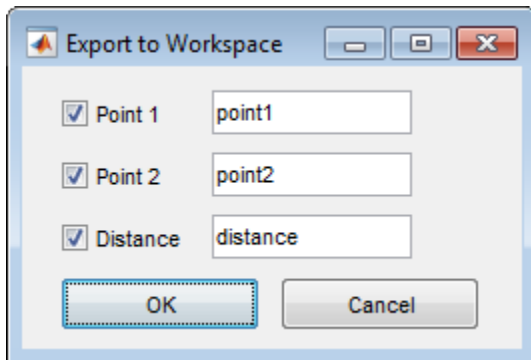 Export to Workspace
Point 1 point1
Point 2 point2
Distance distance
OK Cancel